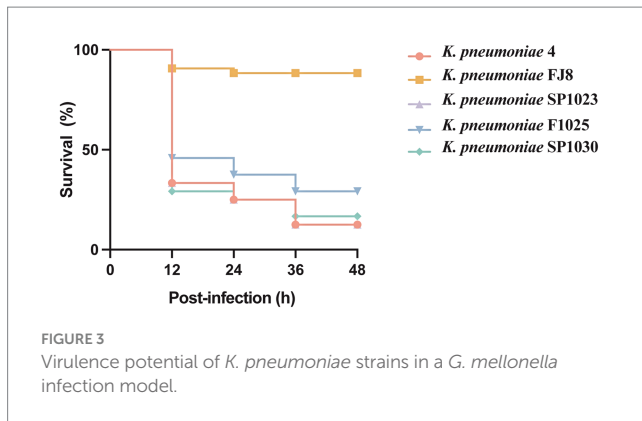 100
50
0
Survival (%)
0 12 24 36 48
Post-infection (h)
K. pneumoniae 4
K. pneumoniae FJ8
K. pneumoniae SP1023
K. pneumoniae F1025
K. pneumoniae SP1030
FIGURE 3
Virulence potential of K. pneumoniae strains in a G. mellonella
infection model.